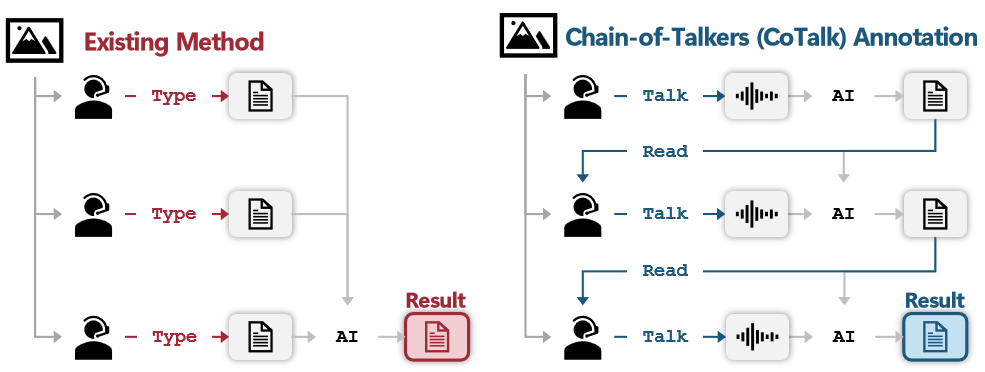 Existing Method
Type
Type
Type
AI
Result
Chain-of-Talkers (CoTalk) Annotation
Talk
AI
Read
Talk
AI
Read
Talk
AI
Result